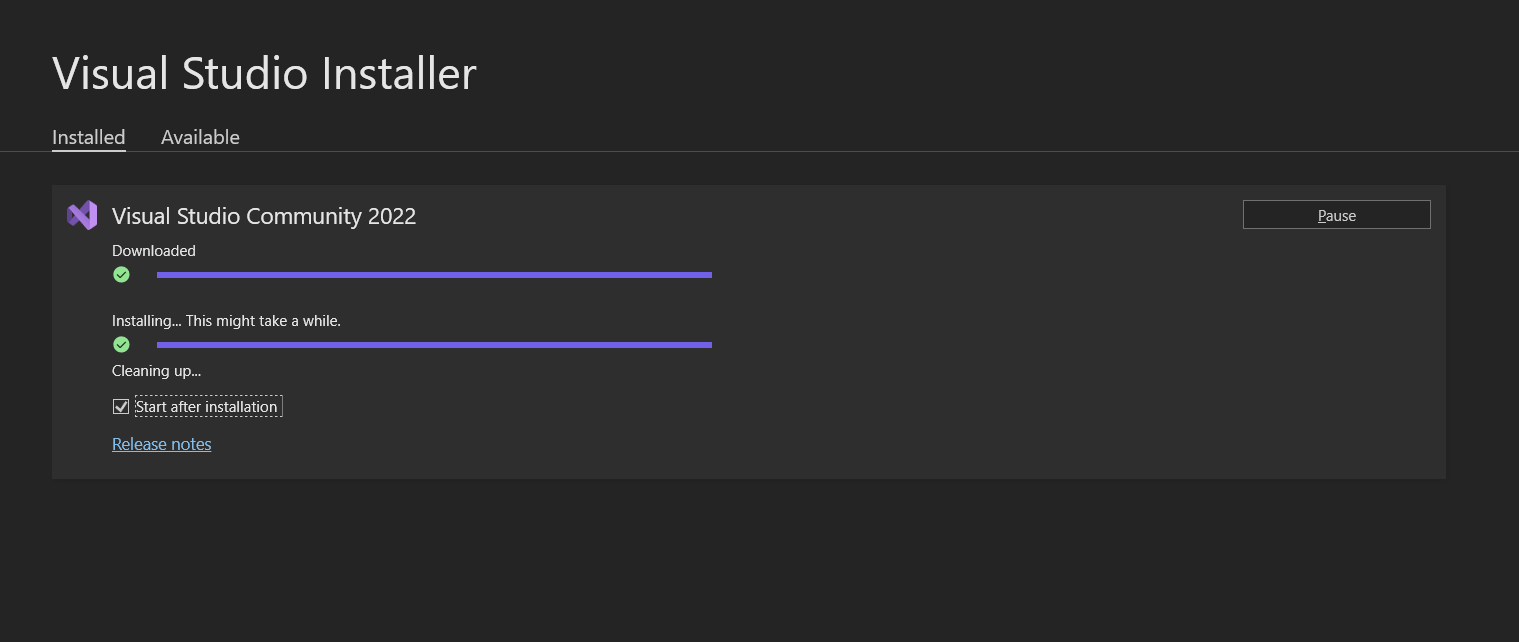 Visual Studio Installer
Installed Available
Visual Studio Community 2022
Pause
Downloaded
Installing... This might take a while.
Cleaning up...
Start after installation
Release notes